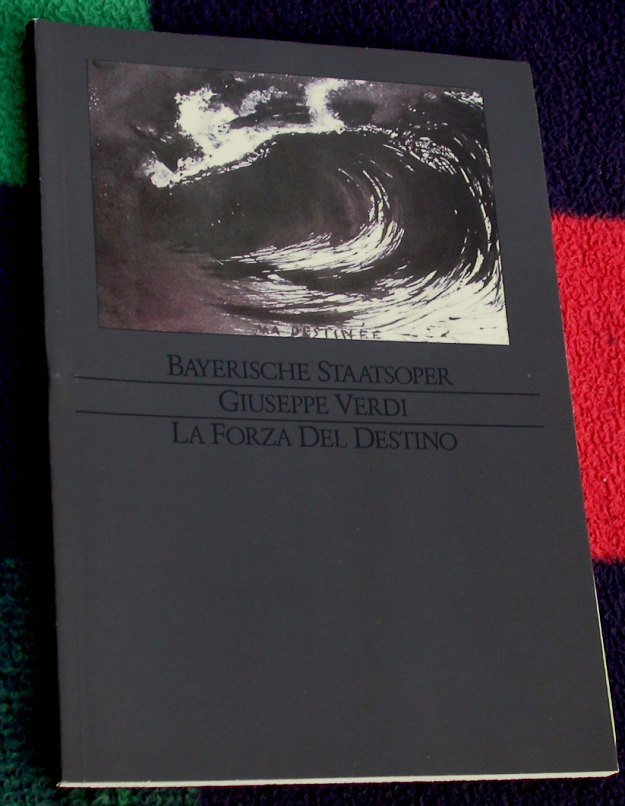 MA DESTINÉE
BAYERISCHE STAATSOPER
GIUSEPPE VERDI
LA FORZA DEL DESTINO